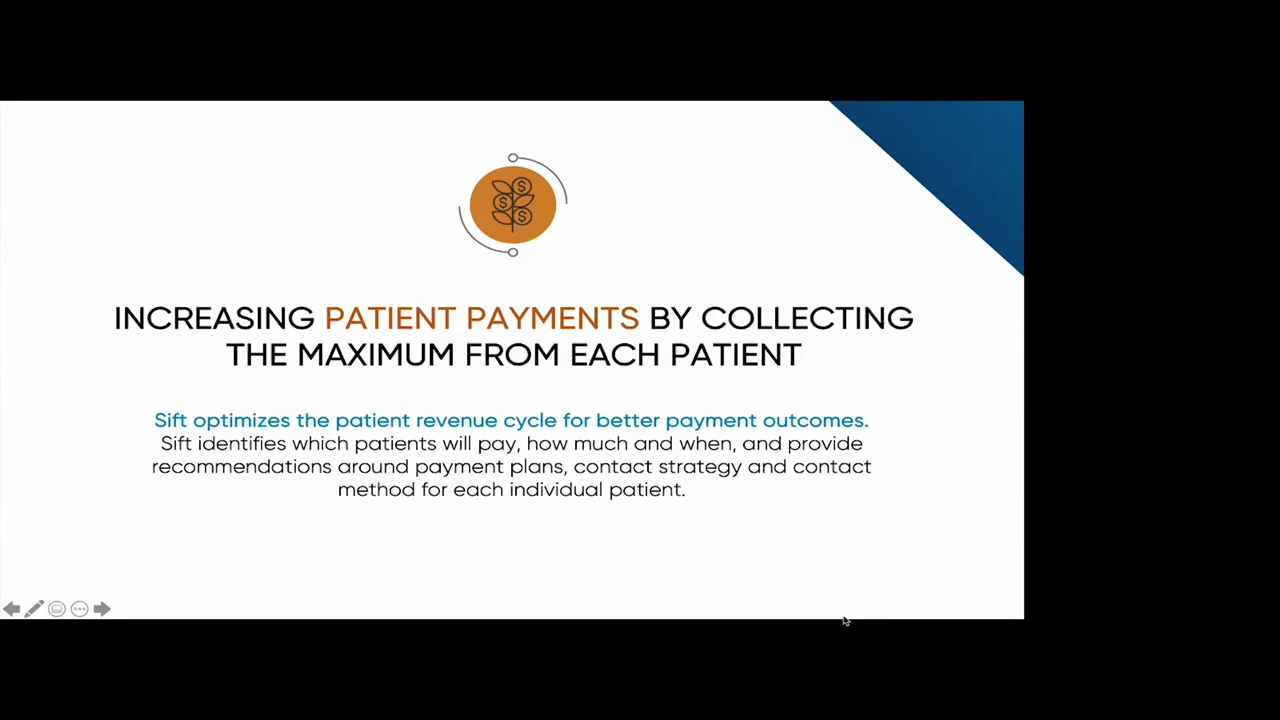 INCREASING PATIENT PAYMENTS BY COLLECTING
THE MAXIMUM FROM EACH PATIENT
Sift optimizes the patient revenue cycle for better payment outcomes.
Sift identifies which patients will pay, how much and when, and provide
recommendations around payment plans, contact strategy and contact
method for each individual patient.